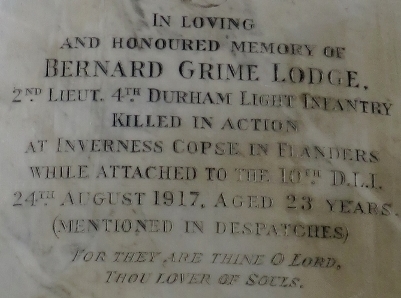 IN LOVING
AND HONOURED MEMORY OF
BERNARD GRIME LODGE.
2ND LIEUT. 4TH DURHAM LIGHT INFANTRY
KILLED IN ACTION
AT INVERNESS COPSE IN FLANDERS
WHILE ATTACHED TO THE 10TH D.L.I.
24TH AUGUST 1917, AGED 23 YEARS.
(MENTIONED IN DESPATCHES)
FOR THEY ARE THINE O LORD,
THOU LOVER OF SOULS.